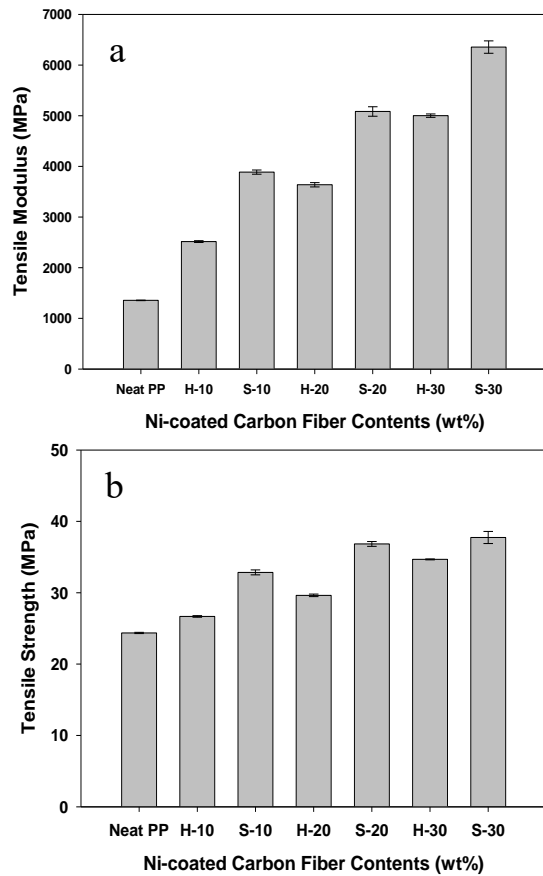 a
Tensile Modulus (MPa)
7000
6000
5000
4000
3000
2000
1000
0
Neat PP H-10 S-10 H-20 S-20 H-30 S-30
Ni-coated Carbon Fiber Contents (wt%)
b
Tensile Strength (MPa)
50
40
30
20
10
0
Neat PP H-10 S-10 H-20 S-20 H-30 S-30
Ni-coated Carbon Fiber Contents (wt%)